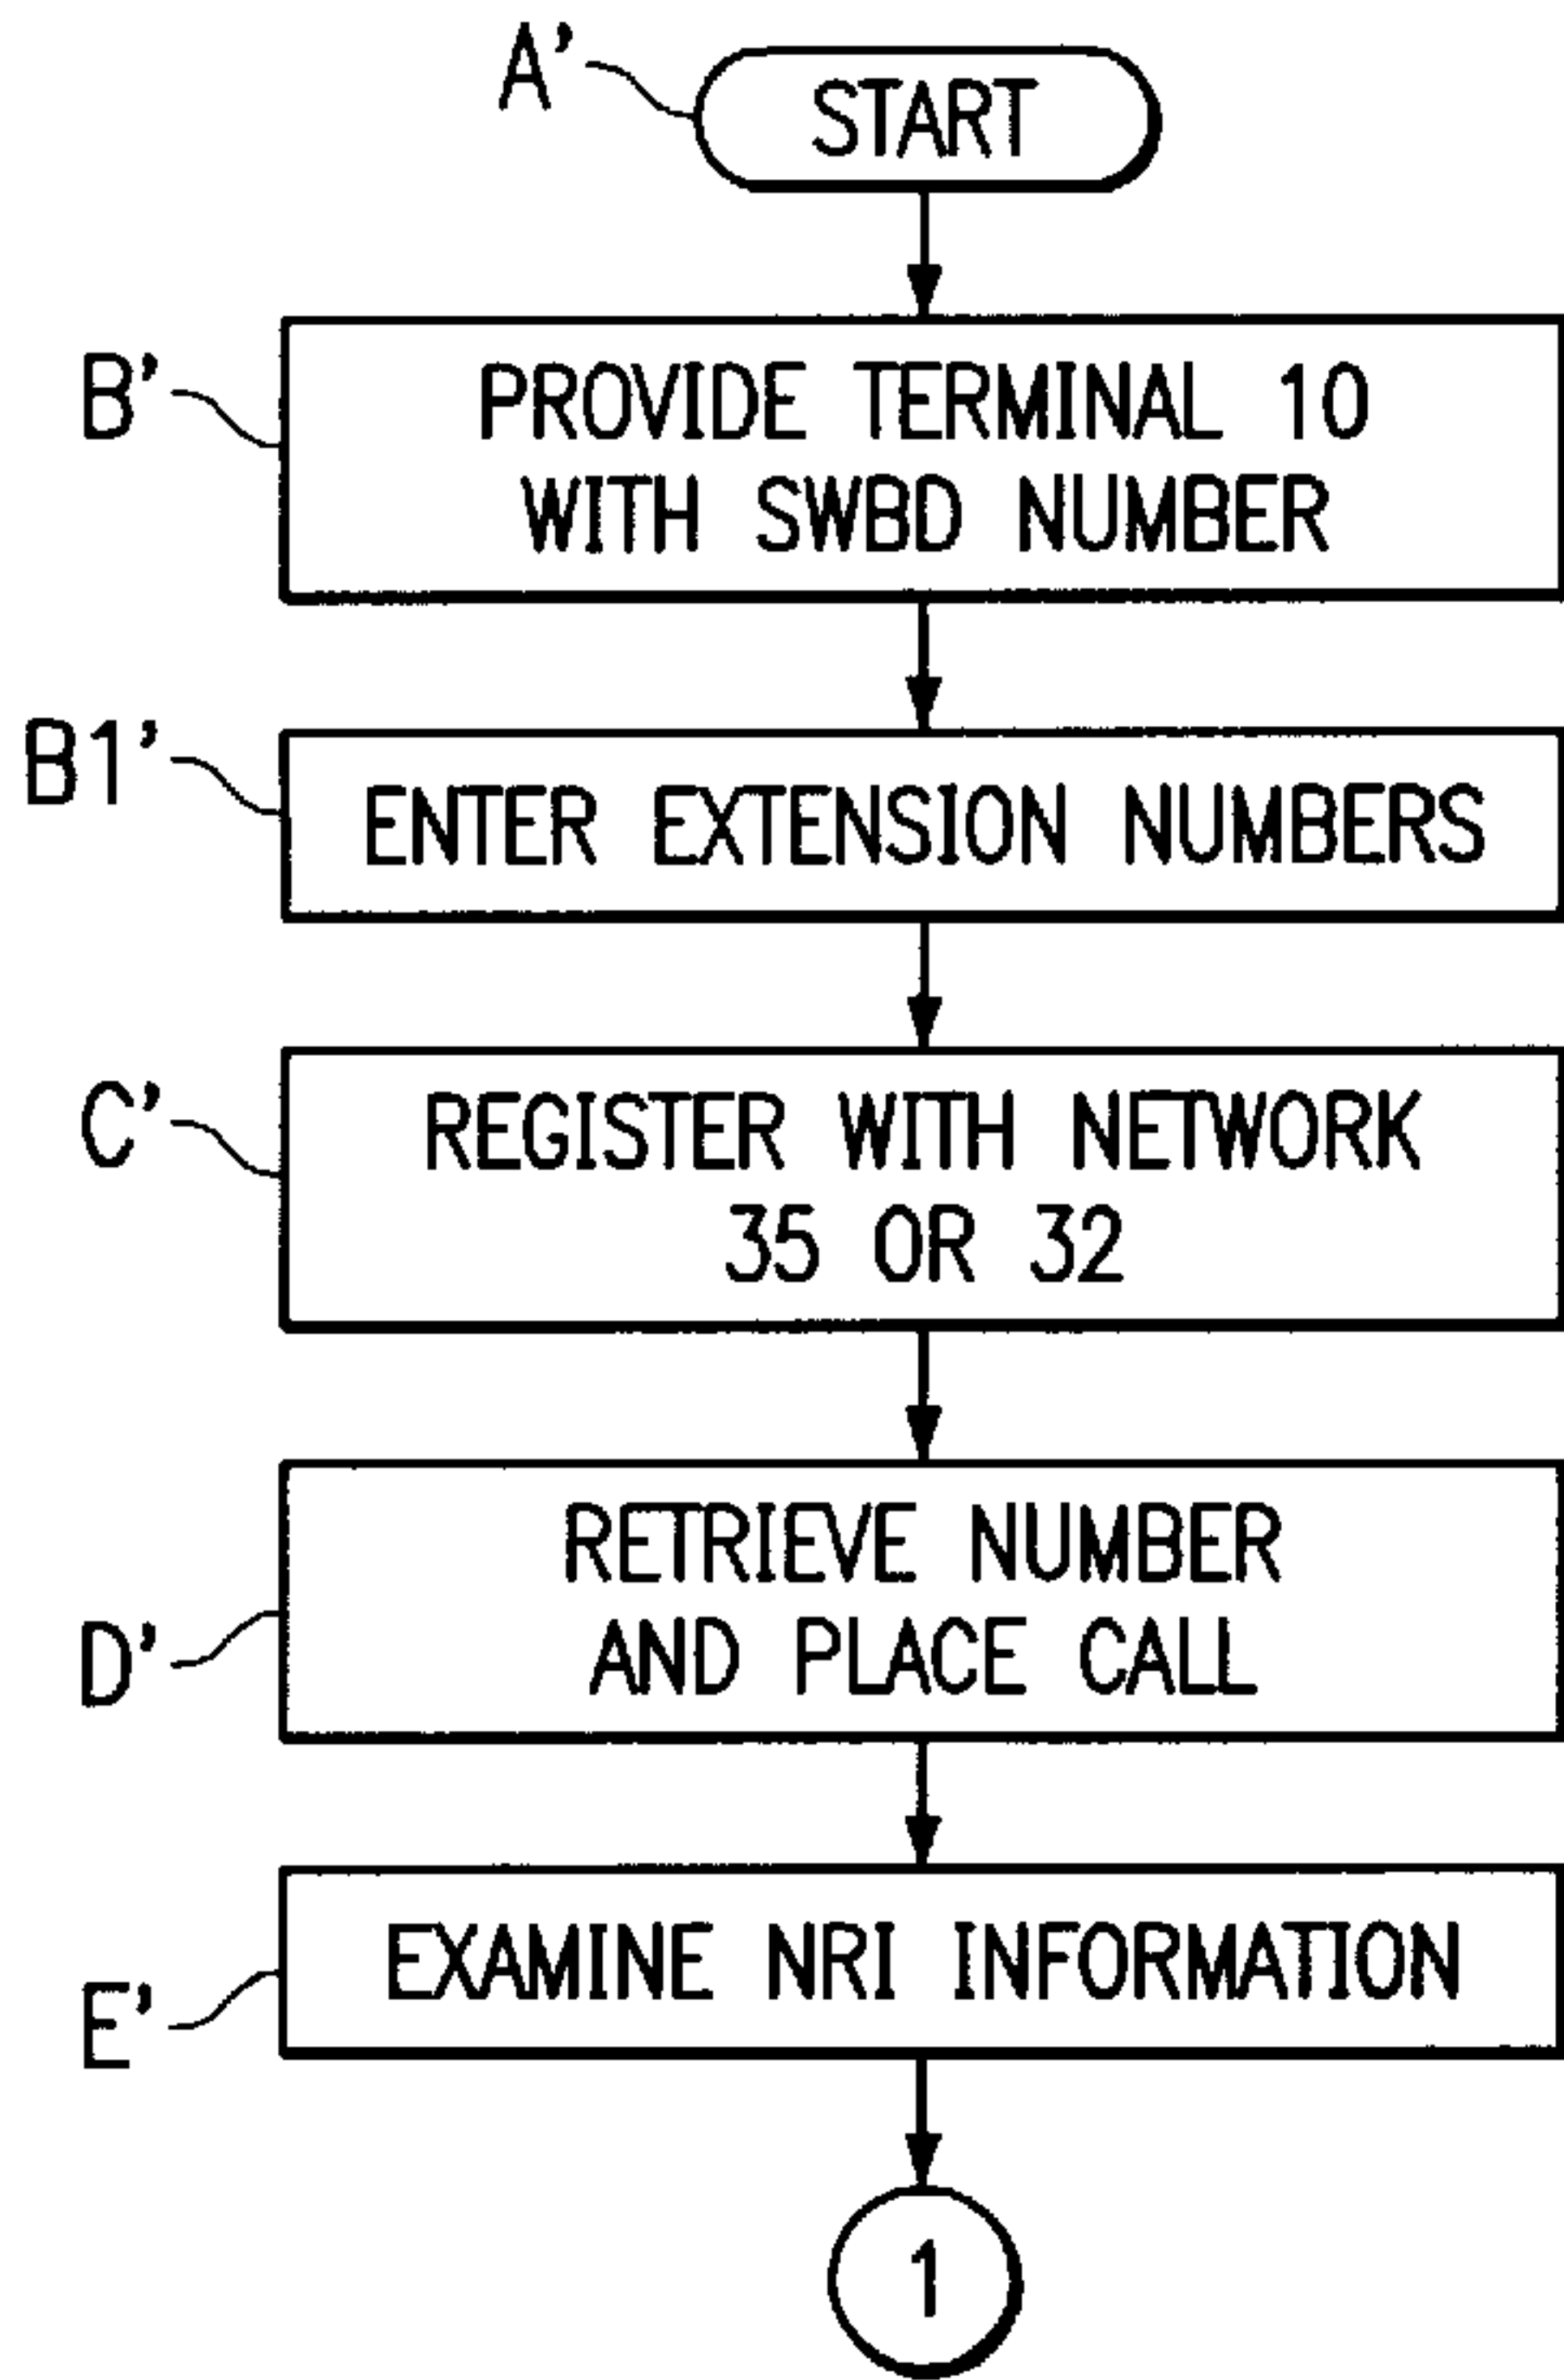 A'
START
B'
PROVIDE TERMINAL 10
WITH SWBD NUMBER
B1'
ENTER EXTENSION NUMBERS
C'
REGISTER WITH NETWORK
35 OR 32
D'
RETRIEVE NUMBER
AND PLACE CALL
E'
EXAMINE NRI INFORMATION
1